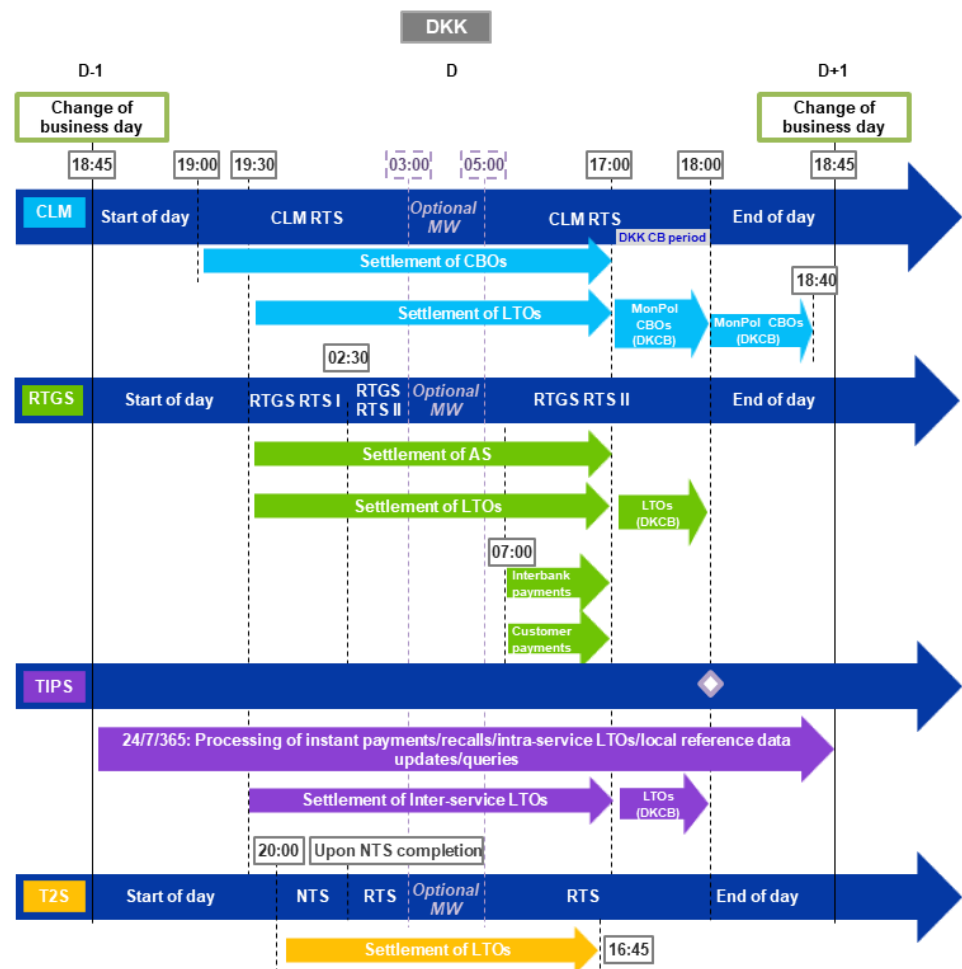 DKK
D-1
D
D+1
Change of
business day
Change of
business day
18:45
19:00
19:30
03:00
05:00
17:00
18:00
18:45
CLM
Start of day
CLM RTS
Optional
MW
CLM RTS
End of day
DKK CB period
Settlement of CBOs
18:40
Settlement of LTOs
MonPol
CBOs
(DKCB)
MonPol CBOs
(DKCB)
02:30
RTGS
Start of day
RTGS RTS I
RTGS
RTS II
Optional
MW
RTGS RTS II
End of day
Settlement of AS
Settlement of LTOs
LTOs
(DKCB)
07:00
Interbank
payments
Customer
payments
TIPS
24/7/365: Processing of instant payments/recalls/intra-service LTOs/local reference data
updates/queries
Settlement of Inter-service LTOs
LTOs
(DKCB)
20:00
Upon NTS completion
T2S
Start of day
NTS
RTS
Optional
MW
RTS
End of day
Settlement of LTOs
16:45